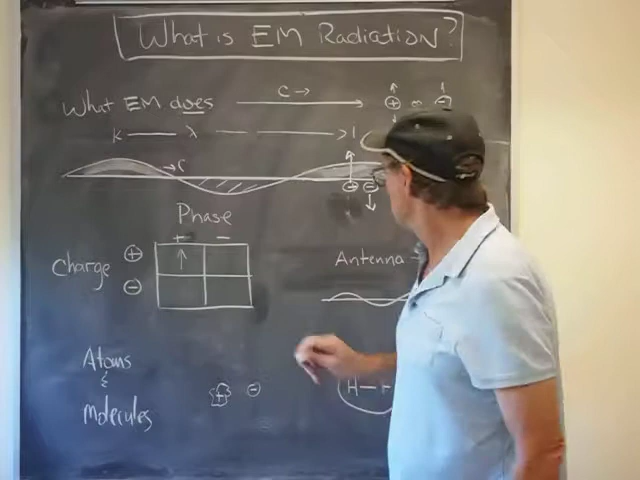 What is EM Radiation?
What EM does c →
λ
→ c
Phase
+ −
Charge ⊕ ↑
⊖
Antenna
Atoms
&
Molecules
+ ⊖
H—H